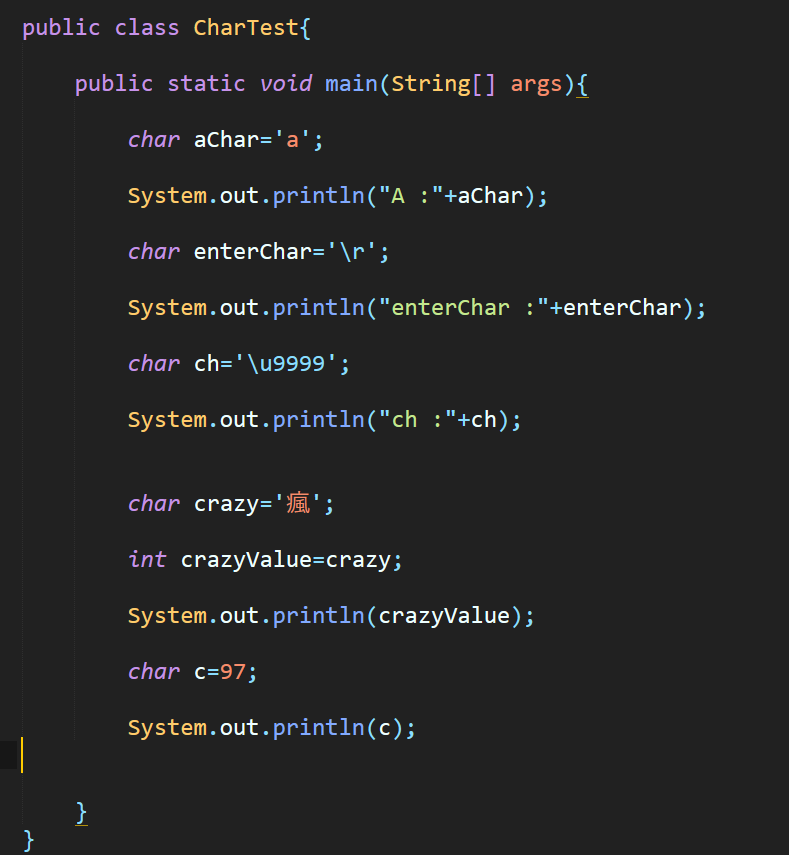 public class CharTest{
public static void main(String[] args){
char aChar='a';
System.out.println("A :"+aChar);
char enterChar='\r';
System.out.println("enterChar :"+enterChar);
char ch='\u9999';
System.out.println("ch :"+ch);
char crazy='瘋';
int crazyValue=crazy;
System.out.println(crazyValue);
char c=97;
System.out.println(c);
}
}